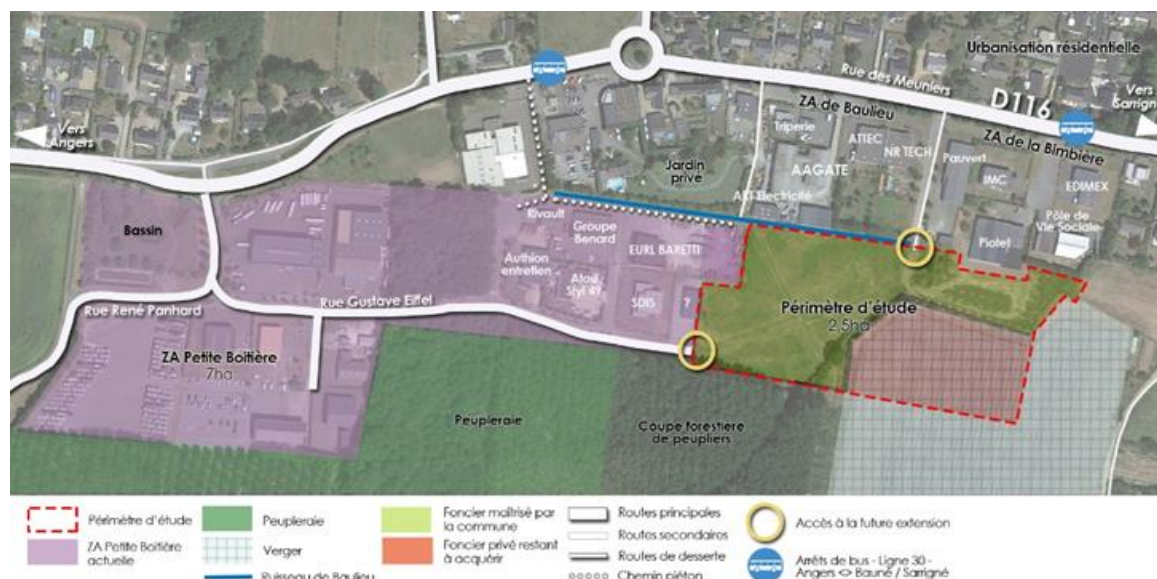 Urbanisation résidentielle
Rue des Meuniers
Vers
Sarrigné
D116
Vers
Angers
ZA de Baulieu
ZA de la Bimbière
Triperie
ATTEC
NR TECH
Pauvert
Jardin
privé
AAGATE
IMC
EDIMEX
ART Electricité
Rivault
Bassin
Groupe
Benard
Piotet
Pôle de
Vie Sociale
EURL BARETTI
Authion
entretien
Styl 49
SDIS
?
Rue Gustave Eiffel
Rue René Panhard
Périmètre d'étude
2,5ha
ZA Petite Boitière
7ha
Peupleraie
Coupe forestière
de peupliers
Périmètre d'étude
ZA Petite Boitière
actuelle
Peupleraie
Verger
Ruisseau de Baulieu
Foncier maîtrisé par
la commune
Foncier privé restant
à acquérir
Routes principales
Routes secondaires
Routes de desserte
Chemin piéton
Accès à la future extension
Arrêts de bus - Ligne 30 -
Angers <> Bauné / Sarrigné